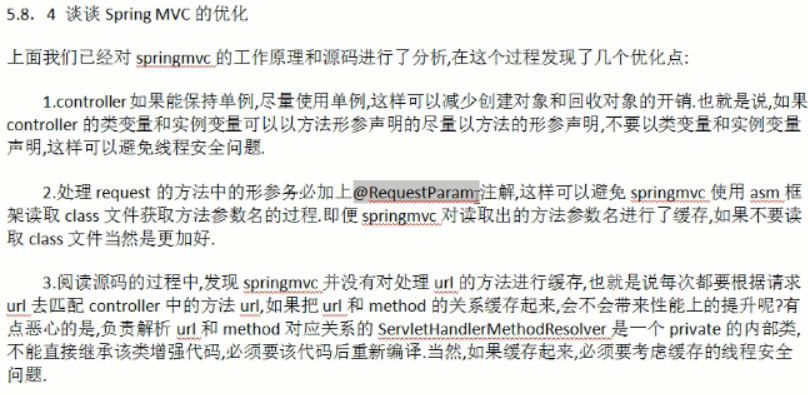 5.8. 4 谈谈 Spring MVC 的优化
上面我们已经对 springmvc 的工作原理和源码进行了分析,在这个过程发现了几个优化点:
1.controller 如果能保持单例,尽量使用单例,这样可以减少创建对象和回收对象的开销.也就是说,如果
controller 的类变量和实例变量可以以方法形参声明的尽量以方法的形参声明,不要以类变量和实例变量
声明,这样可以避免线程安全问题.
2.处理 request 的方法中的形参务必加上@RequestParam 注解,这样可以避免 springmvc 使用 asm 框
架读取 class 文件获取方法参数名的过程.即便 springmvc 对读取出的方法参数名进行了缓存,如果不要读
取 class 文件当然是更加好.
3.阅读源码的过程中,发现 springmvc 并没有对处理 url 的方法进行缓存,也就是说每次都要根据请求
url 去匹配 controller 中的方法 url,如果把 url 和 method 的关系缓存起来,会不会带来性能上的提升呢?有
点恶心的是,负责解析 url 和 method 对应关系的 ServletHandlerMethodResolver 是一个 private 的内部类,
不能直接继承该类增强代码,必须要该代码后重新编译.当然,如果缓存起来,必须要考虑缓存的线程安全
问题.